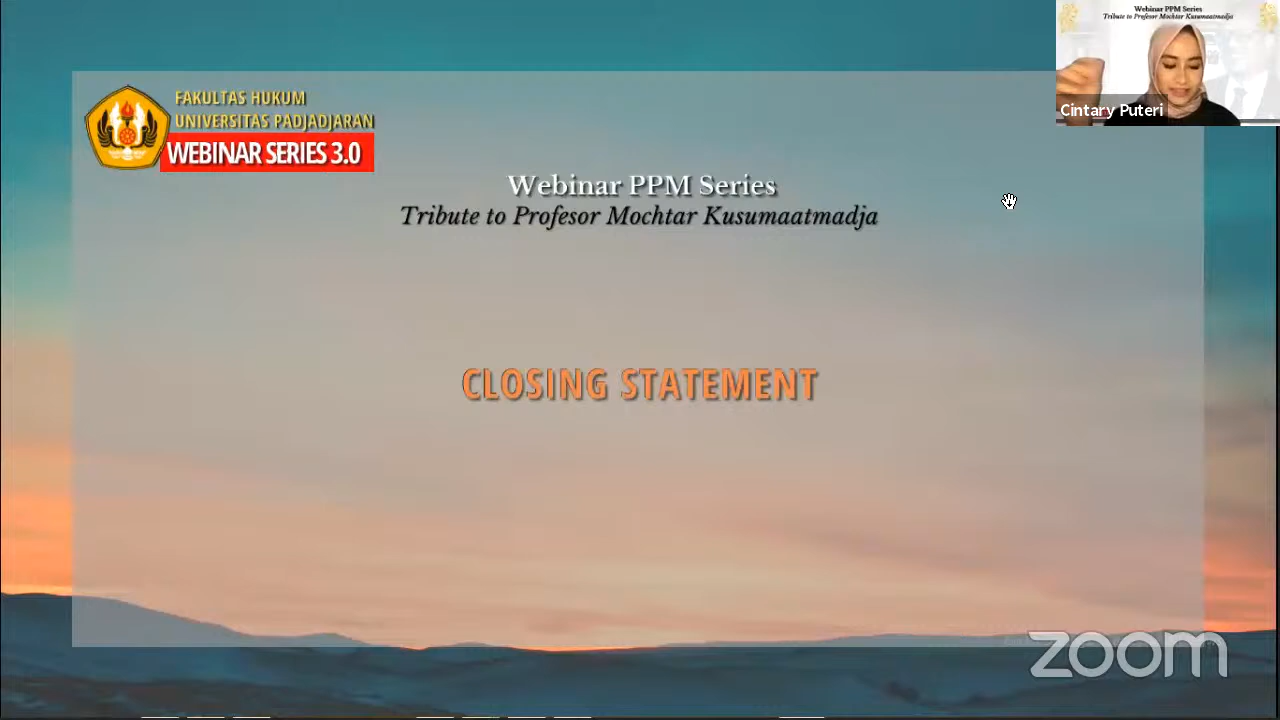 Webinar PPM Series
Tribute to Profesor Mochtar Kusumaatmadja
Cintary Puteri
FAKULTAS HUKUM
UNIVERSITAS PADJADJARAN
WEBINAR SERIES 3.0
Webinar PPM Series
Tribute to Profesor Mochtar Kusumaatmadja
CLOSING STATEMENT
zoom